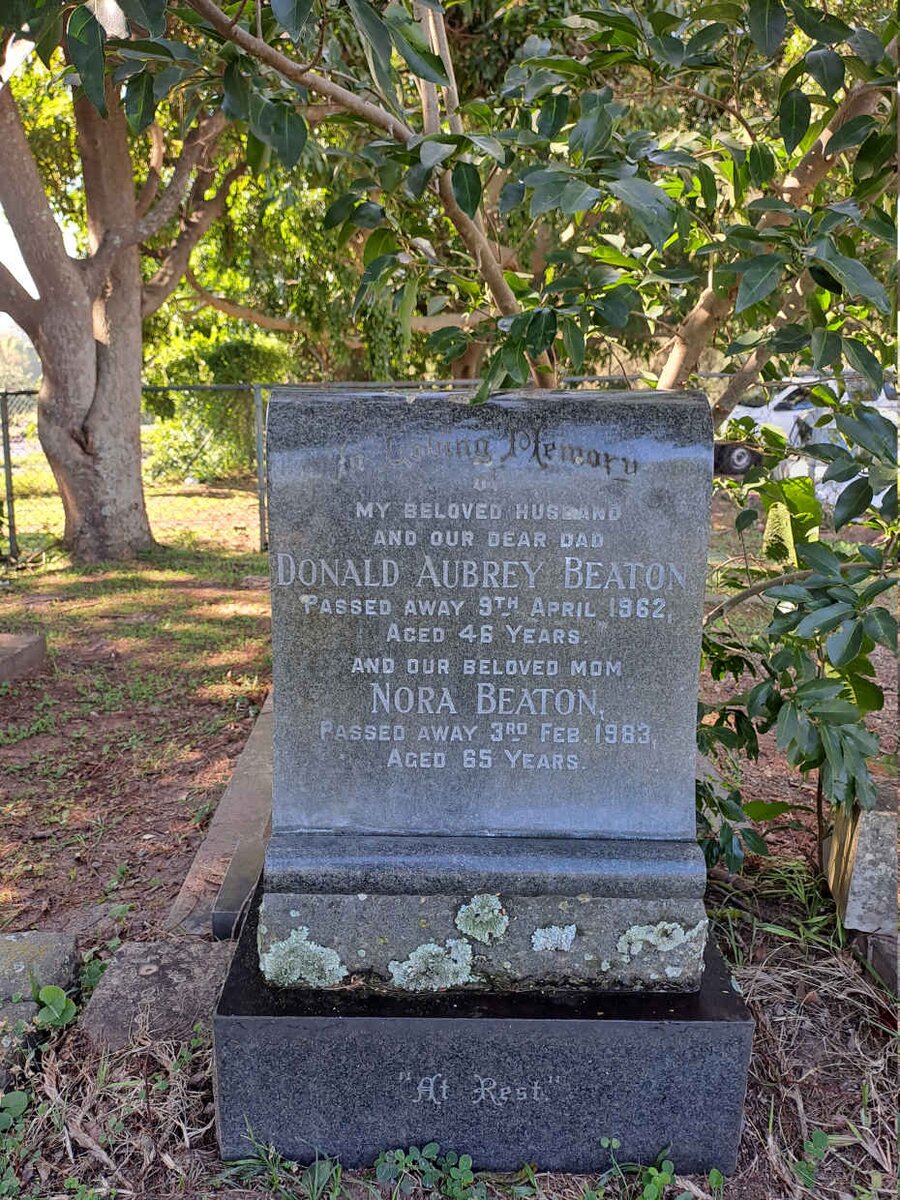 In Loving Memory
OF
MY BELOVED HUSBAND
AND OUR DEAR DAD
DONALD AUBREY BEATON
PASSED AWAY 9TH APRIL 1962,
AGED 46 YEARS.
AND OUR BELOVED MOM
NORA BEATON,
PASSED AWAY 3RD FEB. 1983,
AGED 65 YEARS.
"At Rest."